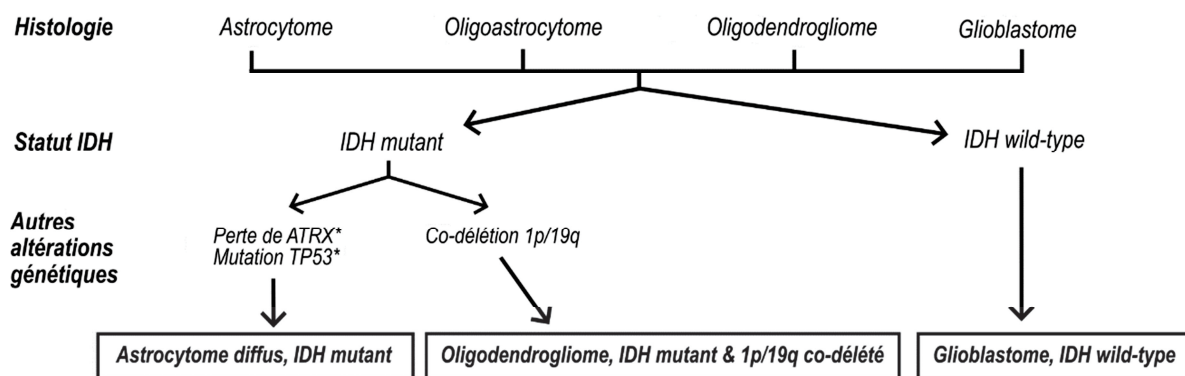 Histologie
Astrocytome
Oligoastrocytome
Oligodendrogliome
Glioblastome
Statut IDH
IDH mutant
IDH wild-type
Autres
altérations
génétiques
Perte de ATRX*
Mutation TP53*
Co-délétion 1p/19q
Astrocytome diffus, IDH mutant
Oligodendrogliome, IDH mutant & 1p/19q co-délété
Glioblastome, IDH wild-type